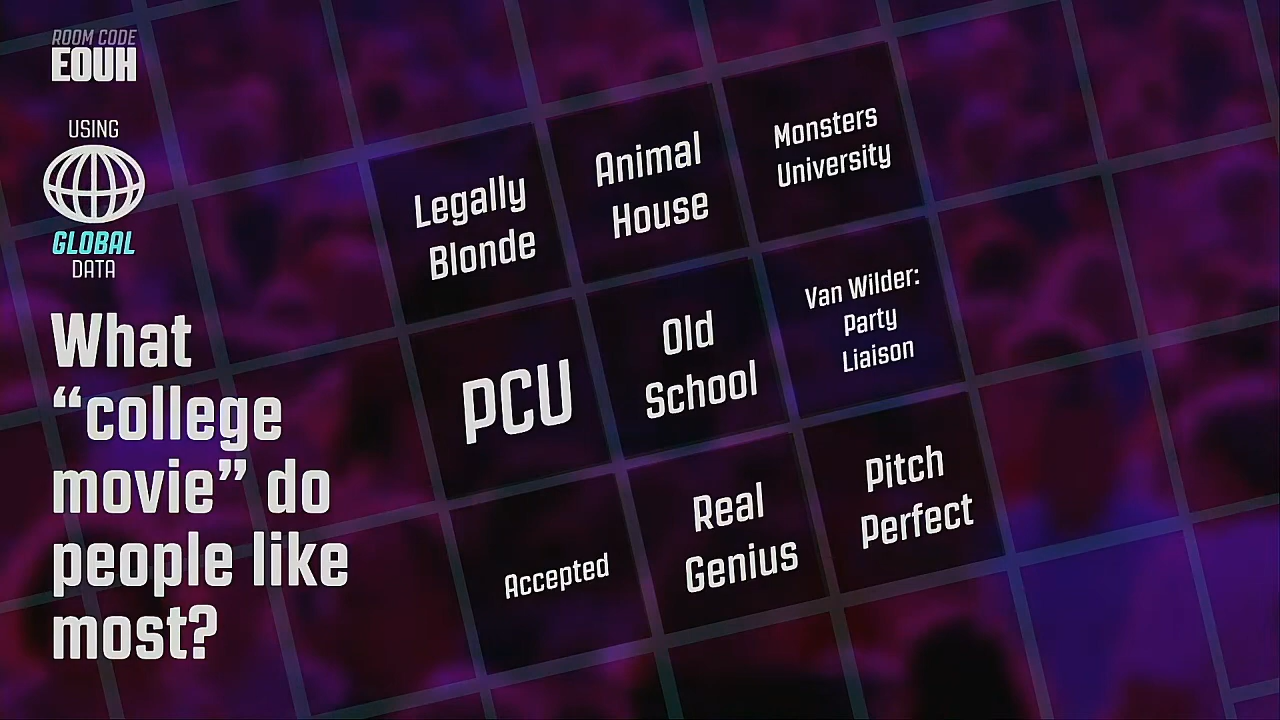 ROOM CODE
EOUH
USING
GLOBAL
DATA
What
“college
movie” do
people like
most?
Legally
Blonde
Animal
House
Monsters
University
PCU
Old
School
Van Wilder:
Party
Liaison
Accepted
Real
Genius
Pitch
Perfect